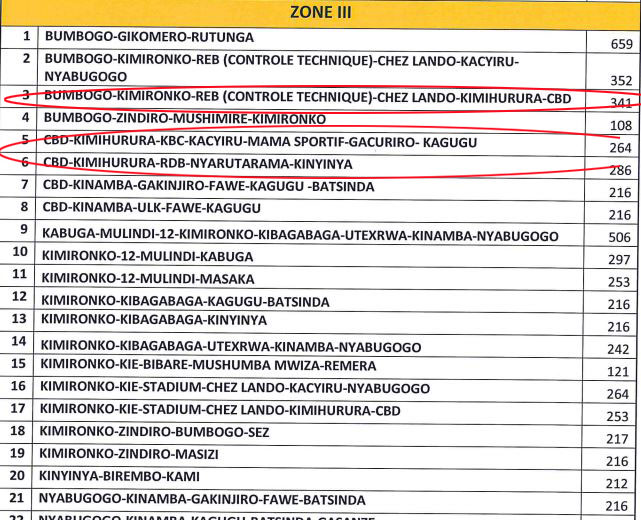 ZONE III
1 BUMBOGO-GIKOMERO-RUTUNGA 659
2 BUMBOGO-KIMIRONKO-REB (CONTROLE TECHNIQUE)-CHEZ LANDO-KACYIRU-
NYABUGOGO 352
3 BUMBOGO-KIMIRONKO-REB (CONTROLE TECHNIQUE)-CHEZ LANDO-KIMIHURURA-CBD 341
4 BUMBOGO-ZINDIRO-MUSHIMIRE-KIMIRONKO 108
5 CBD-KIMIHURURA-KBC-KACYIRU-MAMA SPORTIF-GACURIRO- KAGUGU 264
6 CBD-KIMIHURURA-RDB-NYARUTARAMA-KINYINYA 286
7 CBD-KINAMBA-GAKINJIRO-FAWE-KAGUGU -BATSINDA 216
8 CBD-KINAMBA-ULK-FAWE-KAGUGU 216
9 KABUGA-MULINDI-12-KIMIRONKO-KIBAGABAGA-UTEXRWA-KINAMBA-NYABUGOGO 506
10 KIMIRONKO-12-MULINDI-KABUGA 297
11 KIMIRONKO-12-MULINDI-MASAKA 253
12 KIMIRONKO-KIBAGABAGA-KAGUGU-BATSINDA 216
13 KIMIRONKO-KIBAGABAGA-KINYINYA 216
14 KIMIRONKO-KIBAGABAGA-UTEXRWA-KINAMBA-NYABUGOGO 242
15 KIMIRONKO-KIE-BIBARE-MUSHUMBA MWIZA-REMERA 121
16 KIMIRONKO-KIE-STADIUM-CHEZ LANDO-KACYIRU-NYABUGOGO 264
17 KIMIRONKO-KIE-STADIUM-CHEZ LANDO-KIMIHURURA-CBD 253
18 KIMIRONKO-ZINDIRO-BUMBOGO-SEZ 217
19 KIMIRONKO-ZINDIRO-MASIZI 216
20 KINYINYA-BIREMBO-KAMI 212
21 NYABUGOGO-KINAMBA-GAKINJIRO-FAWE-BATSINDA 216
22 NYABUGOGO-KINAMBA-KAGUGU-BATSINDA-GASANZE